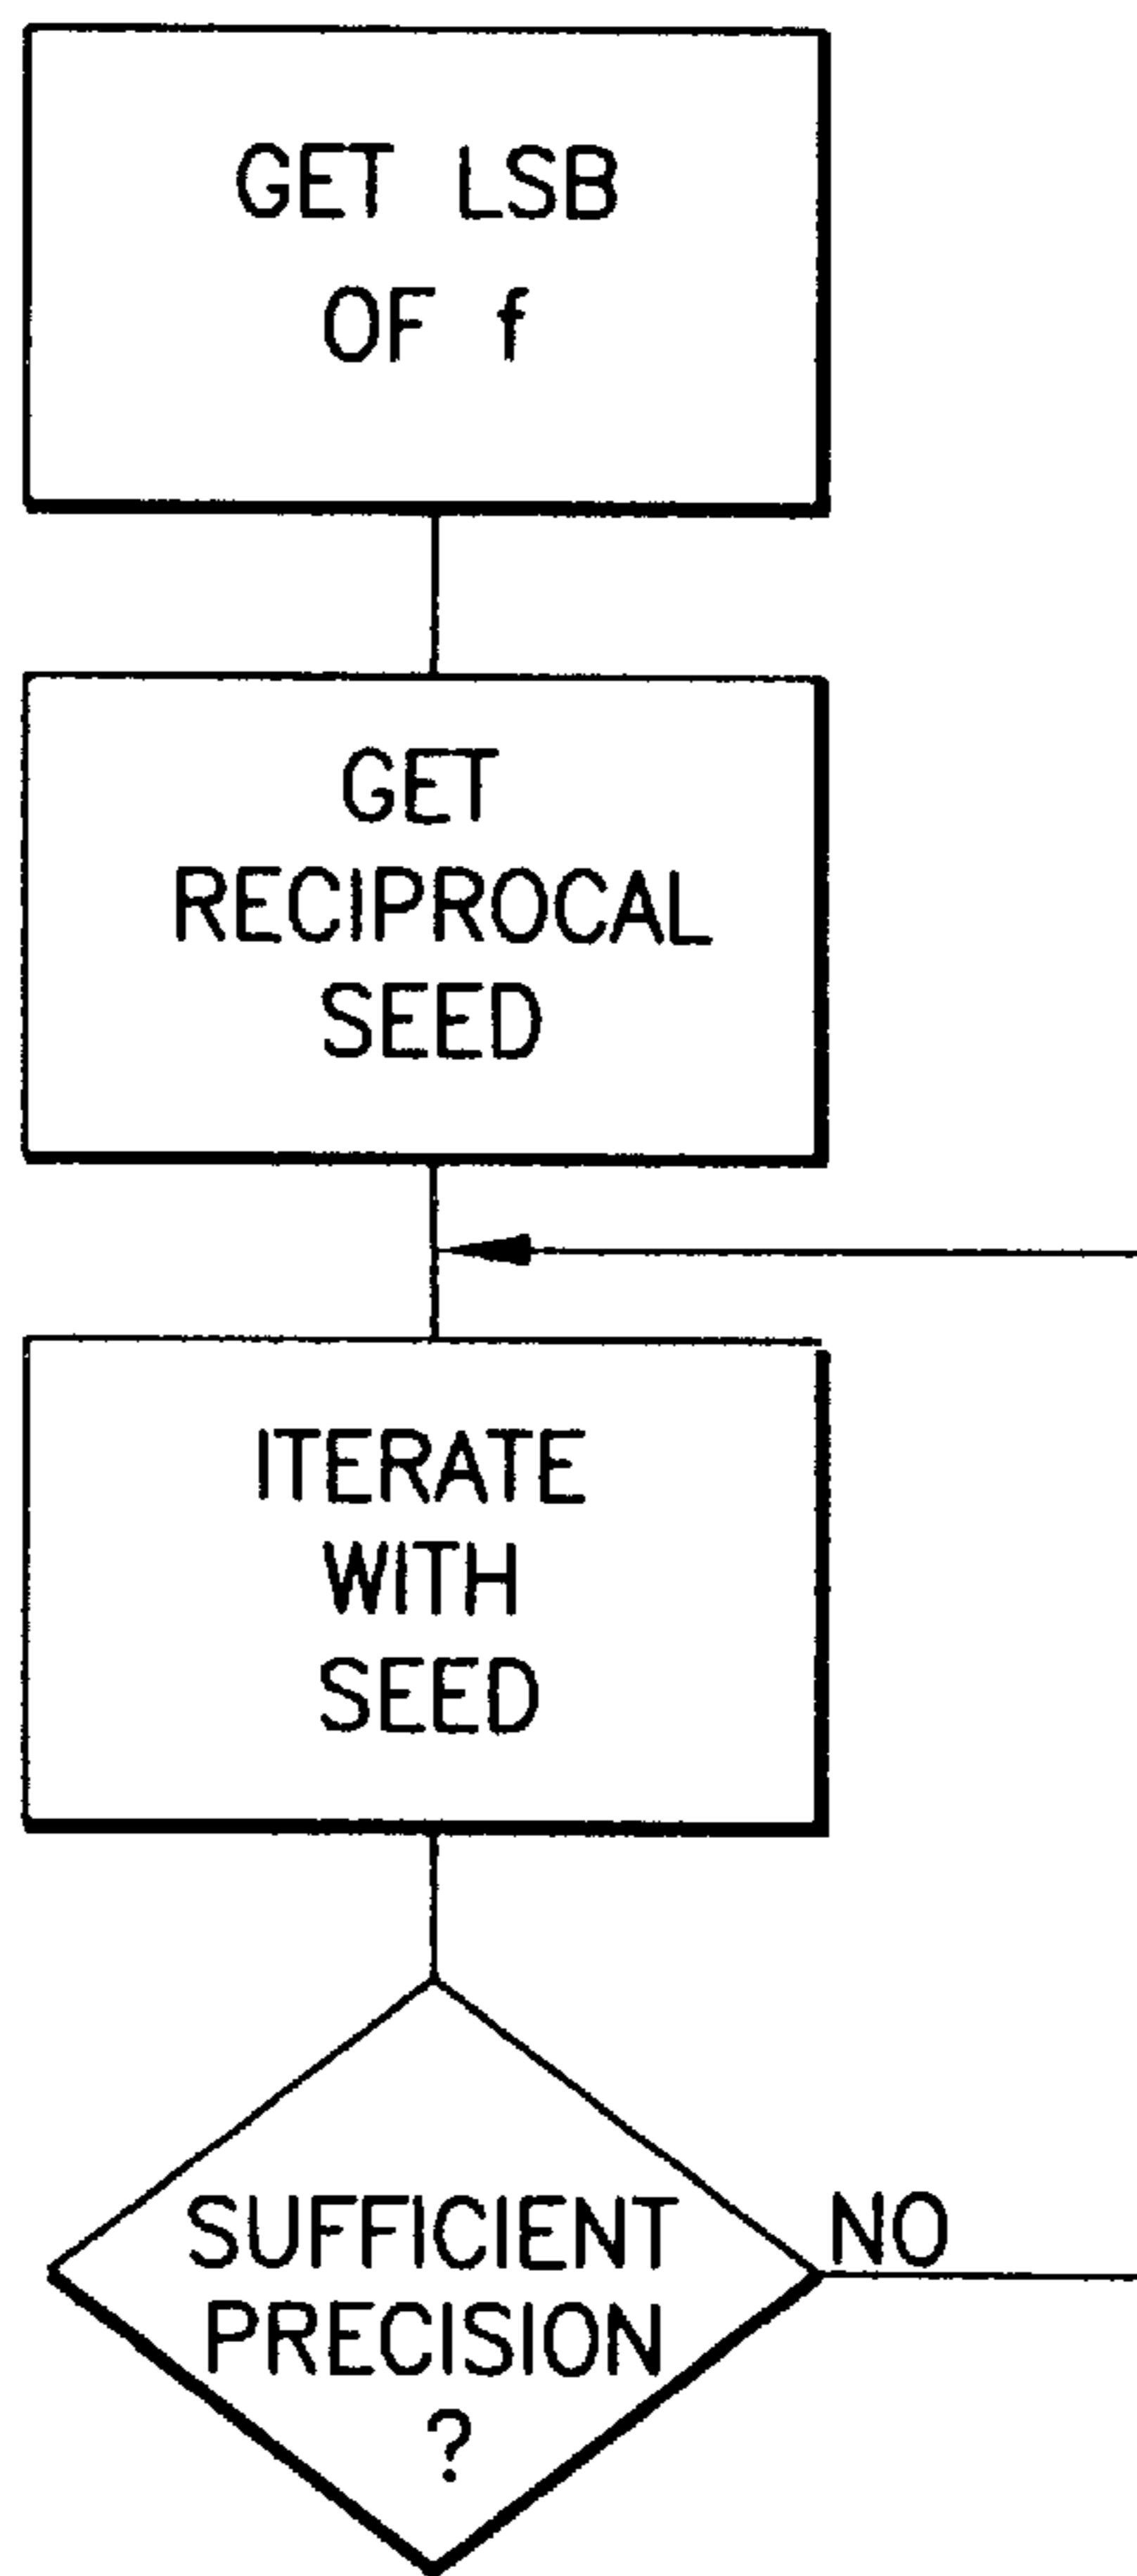 GET LSB
OF f
GET
RECIPROCAL
SEED
ITERATE
WITH
SEED
SUFFICIENT
PRECISION
?
NO